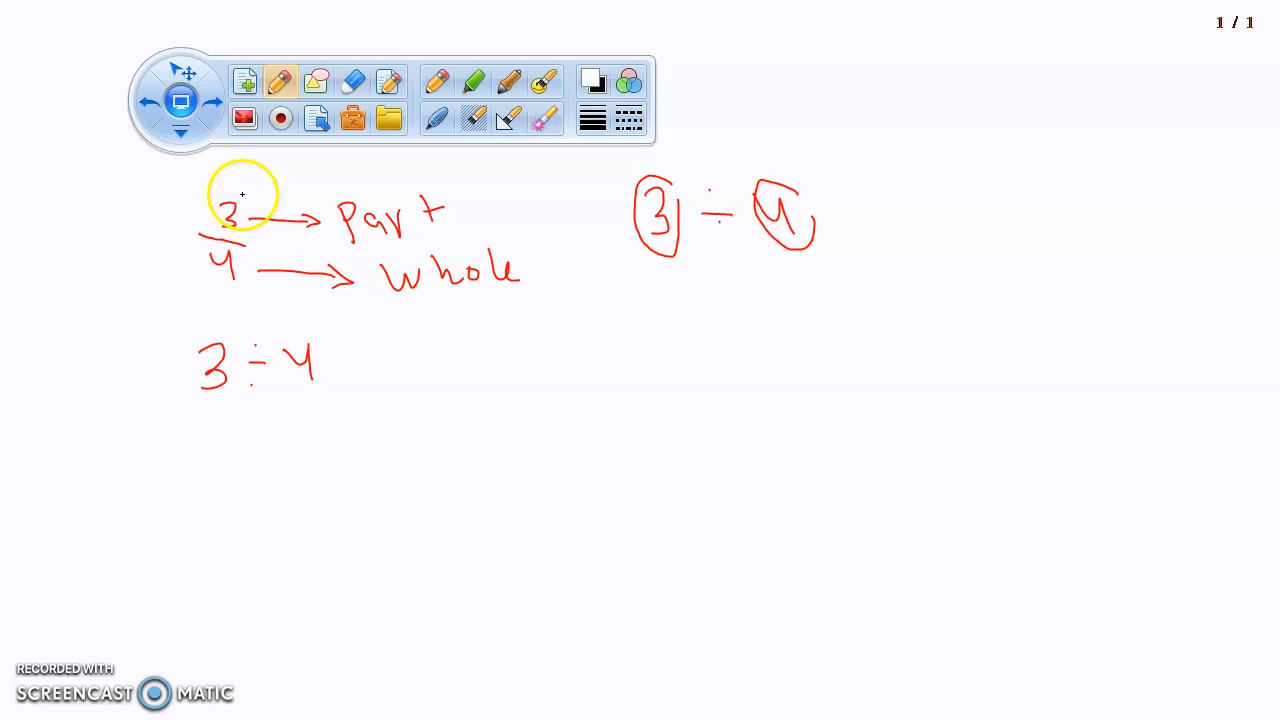 1 / 1
3 → Part
4 → Whole
3 ÷ 4
3 ÷ 4
RECORDED WITH
SCREENCAST MATIC